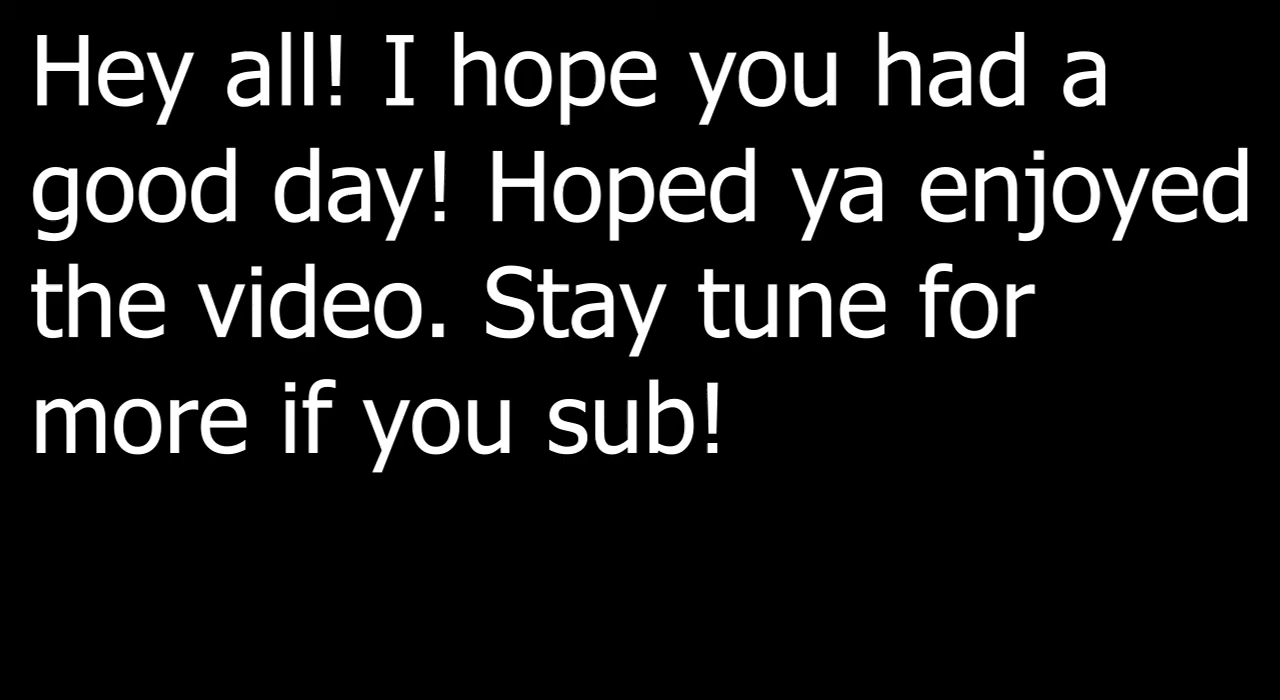 Hey all! I hope you had a
good day! Hoped ya enjoyed
the video. Stay tune for
more if you sub!